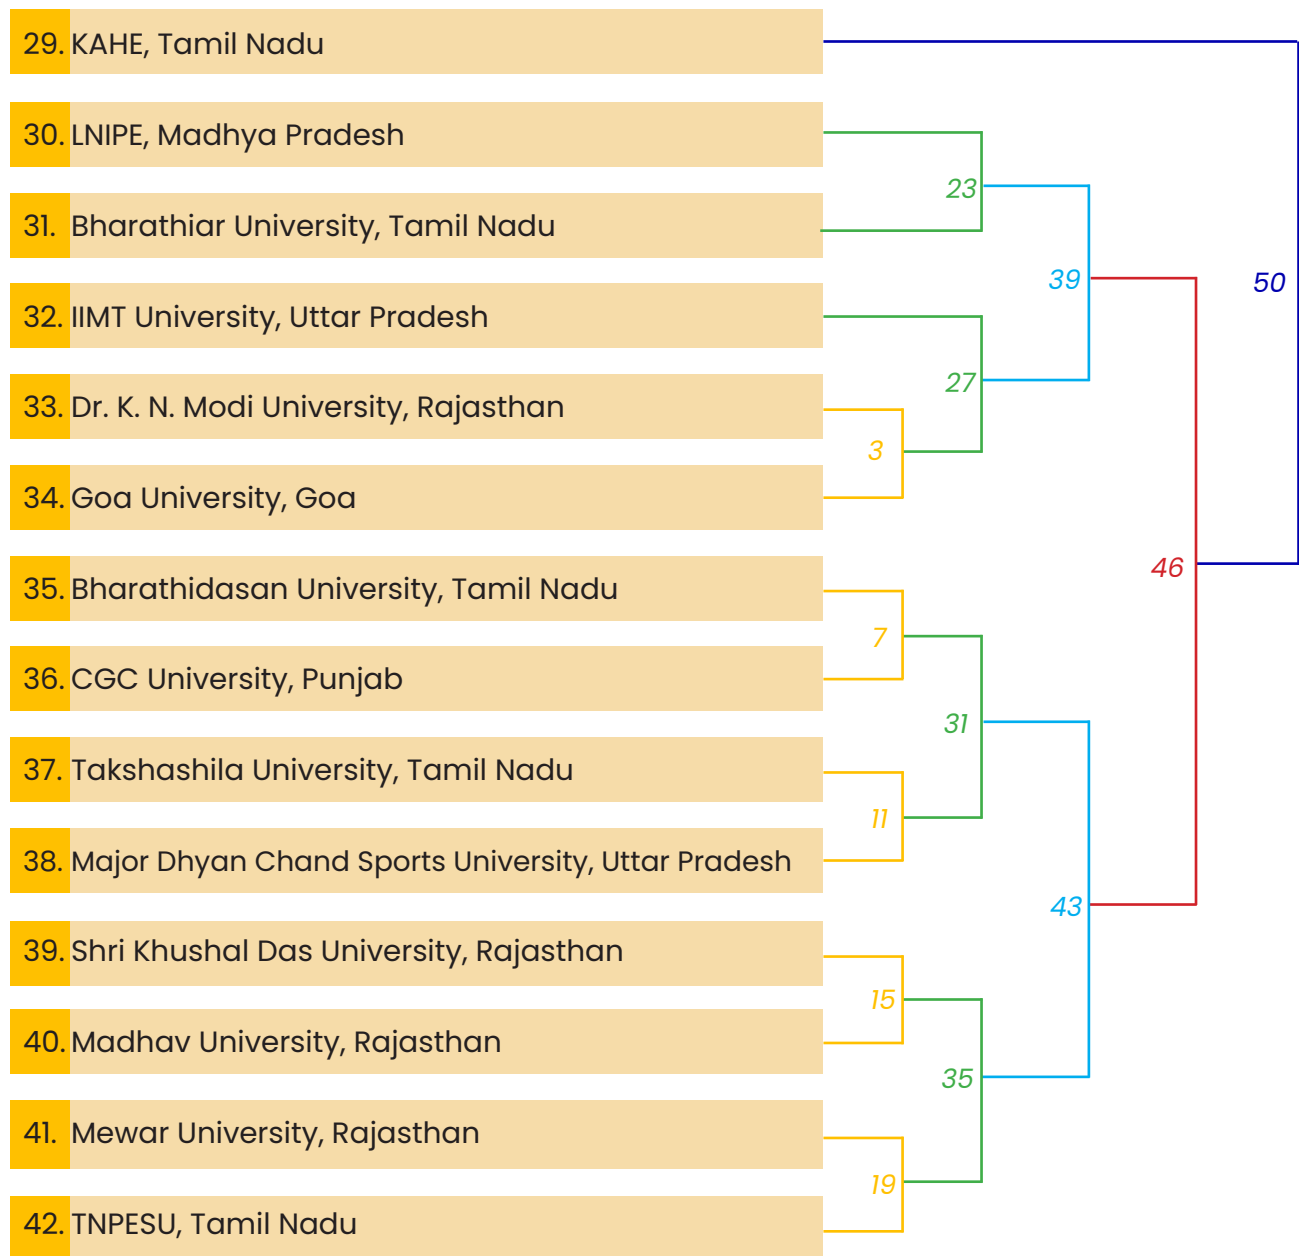 29. KAHE, Tamil Nadu
30. LNIPE, Madhya Pradesh
23
31. Bharathiar University, Tamil Nadu
39
50
32. IIMT University, Uttar Pradesh
27
33. Dr. K. N. Modi University, Rajasthan
3
34. Goa University, Goa
46
35. Bharathidasan University, Tamil Nadu
7
36. CGC University, Punjab
31
37. Takshashila University, Tamil Nadu
11
38. Major Dhyan Chand Sports University, Uttar Pradesh
43
39. Shri Khushal Das University, Rajasthan
15
40. Madhav University, Rajasthan
35
41. Mewar University, Rajasthan
19
42. TNPESU, Tamil Nadu